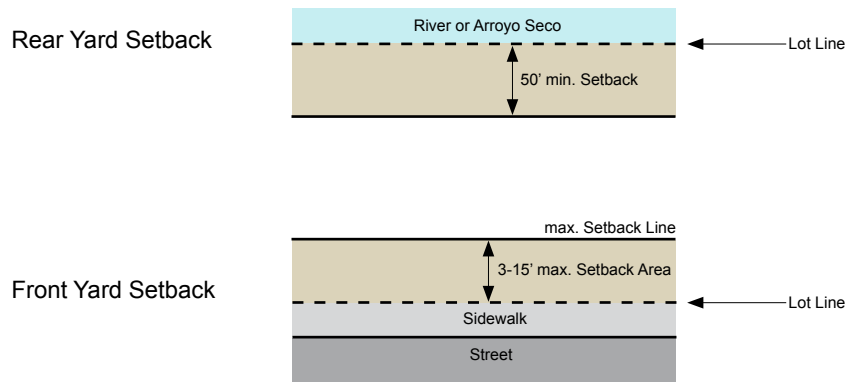 River or Arroyo Seco
Rear Yard Setback
Lot Line
50’ min. Setback
max. Setback Line
3-15’ max. Setback Area
Front Yard Setback
Lot Line
Sidewalk
Street